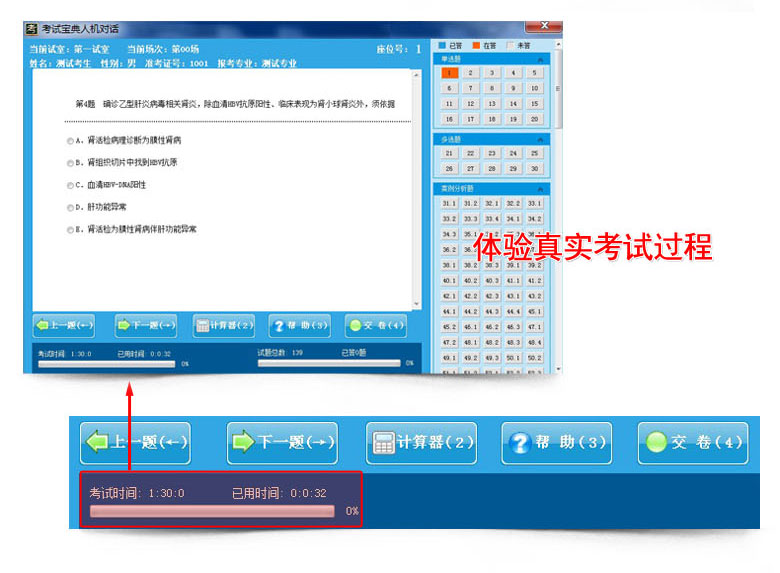 考试宝典人机对话
当前试室: 第一试室 当前场次: 第00场 座位号: 1
姓名: 测试考生 性别: 男 准考证号: 1001 报考专业: 测试专业
第4题 确诊乙型肝炎病毒相关肾炎，除血清HBV抗原阳性、临床表现为肾小球肾炎外，须依据
A. 肾活检病理诊断为膜性肾病
B. 肾组织切片中找到HBV抗原
C. 血清HBV-DNA阳性
D. 肝功能异常
E. 肾活检为膜性肾病伴肝功能异常
上一题(←) 下一题(→) 计算器(2) 帮 助(3) 交 卷(4)
考试时间: 1:30:0 已用时间: 0:0:32 试题总数 139 已答0题
0% 0%
已答 在答 未答
单选题
1 2 3 4 5
6 7 8 9 10
11 12 13 14 15
16 17 18 19 20
多选题
21 22 23 24 25
26 27 28 29 30
案例分析题
31.1 31.2 32.1 32.2 33.1
33.2 33.3 33.4 34.1 34.2
34.3 35.1
36.2
38.1 38.2 38.3 39.1 39.2
40.1 40.2 40.3 41.1 41.2
42.1 42.2 42.3 43.1 43.2
44.1 44.2 44.3 44.4 45.1
45.2 46.1 46.2 46.3 47.1
47.2 48.1 48.2 48.3 48.4
49.1 49.2 49.3 50.1 50.2
体验真实考试过程
上一题(←) 下一题(→) 计算器(2) 帮 助(3) 交 卷(4)
考试时间: 1:30:0 已用时间: 0:0:32
0%